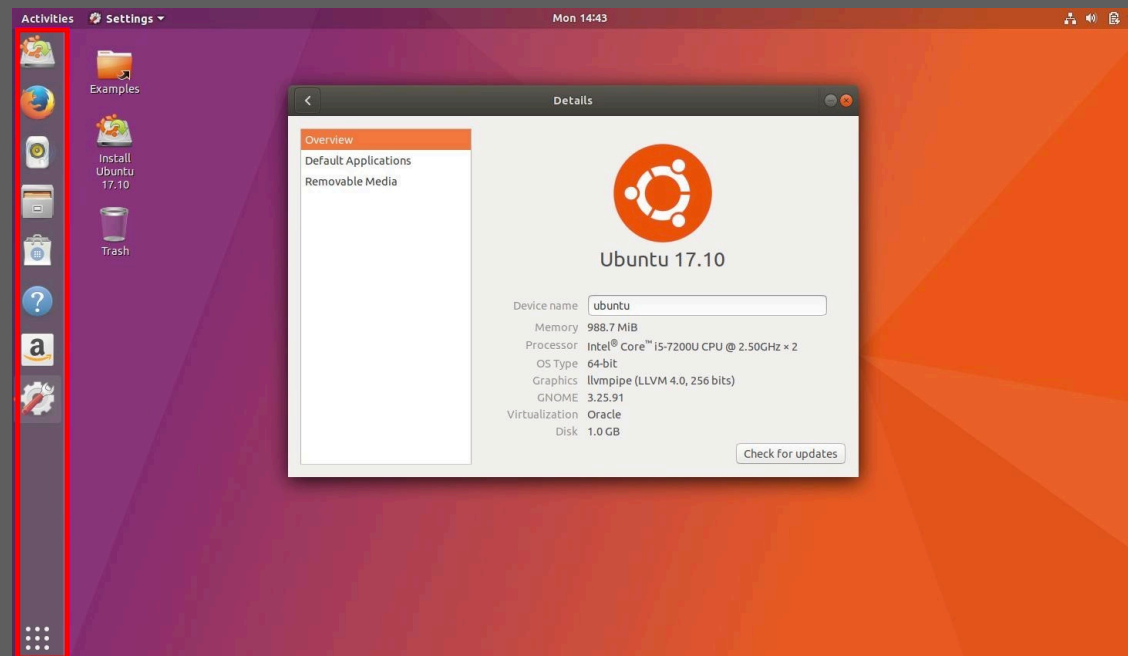 Activities Settings Mon 14:43
Examples
Install
Ubuntu
17.10
Trash
a
?
Details
Overview
Default Applications
Removable Media
Ubuntu 17.10
Device name ubuntu
Memory 988.7 MiB
Processor Intel® Core™ i5-7200U CPU @ 2.50GHz × 2
OS Type 64-bit
Graphics llvmpipe (LLVM 4.0, 256 bits)
GNOME 3.25.91
Virtualization Oracle
Disk 1.0 GB
Check for updates